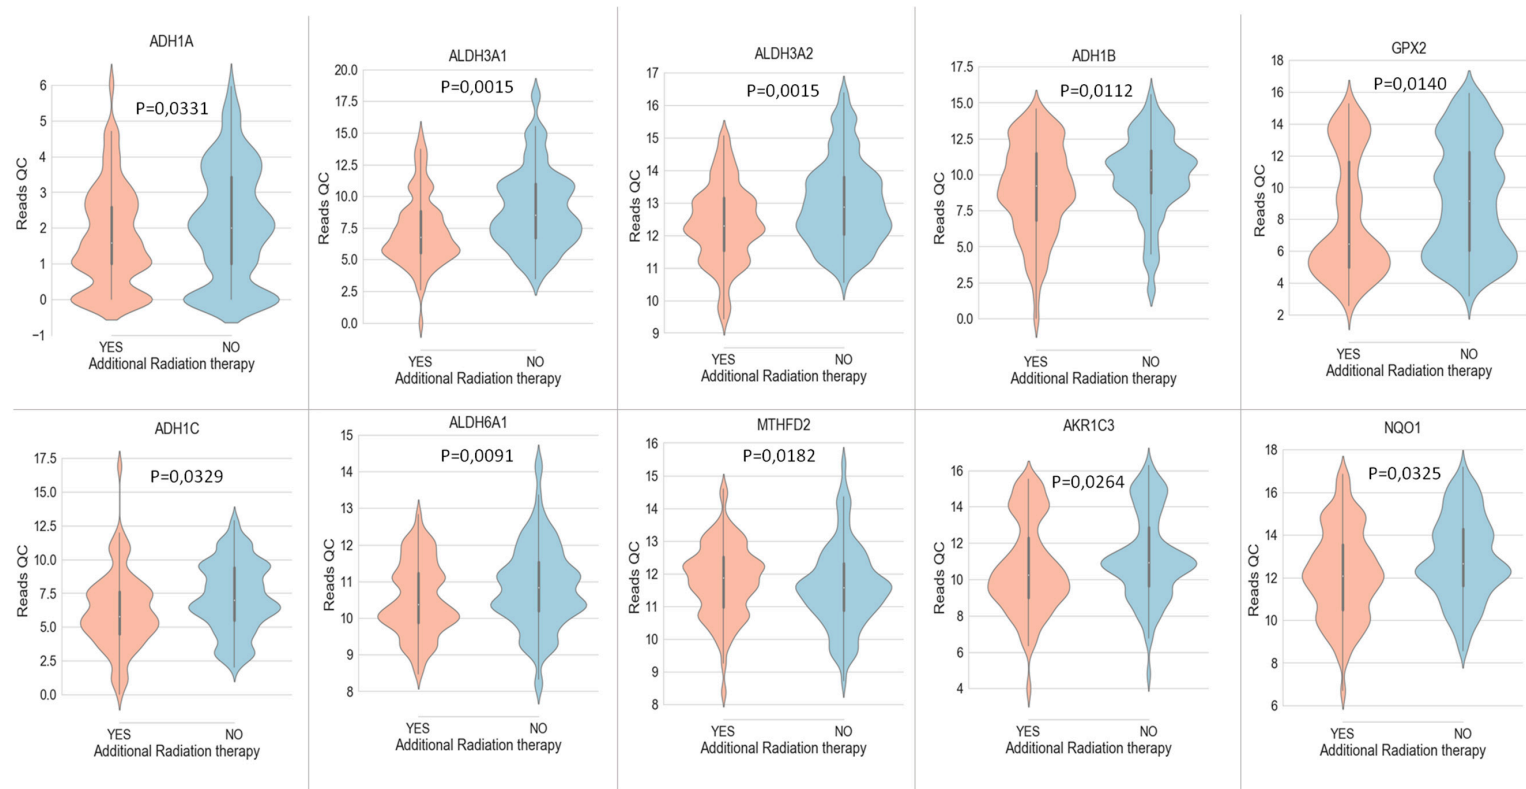 ADH1A
P=0,0331
Reads QC
6
5
4
3
2
1
0
−1
YES NO
Additional Radiation therapy
ALDH3A1
P=0,0015
Reads QC
20.0
17.5
15.0
12.5
10.0
7.5
5.0
2.5
0.0
YES NO
Additional Radiation therapy
ALDH3A2
P=0,0015
Reads QC
17
16
15
14
13
12
11
10
9
YES NO
Additional Radiation therapy
ADH1B
P=0,0112
Reads QC
17.5
15.0
12.5
10.0
7.5
5.0
2.5
0.0
YES NO
Additional Radiation therapy
GPX2
P=0,0140
Reads QC
18
16
14
12
10
8
6
4
2
YES NO
Additional Radiation therapy
ADH1C
P=0,0329
Reads QC
17.5
15.0
12.5
10.0
7.5
5.0
2.5
0.0
YES NO
Additional Radiation therapy
ALDH6A1
P=0,0091
Reads QC
15
14
13
12
11
10
9
8
YES NO
Additional Radiation therapy
MTHFD2
P=0,0182
Reads QC
16
15
14
13
12
11
10
9
8
YES NO
Additional Radiation therapy
AKR1C3
P=0,0264
Reads QC
16
14
12
10
8
6
4
YES NO
Additional Radiation therapy
NQO1
P=0,0325
Reads QC
18
16
14
12
10
8
6
YES NO
Additional Radiation therapy